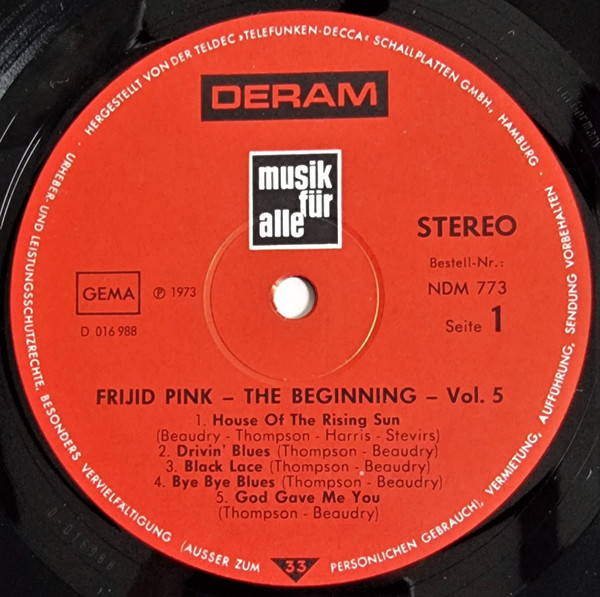 · HERGESTELLT VON DER TELDEC »TELEFUNKEN-DECCA« SCHALLPLATTEN GMBH., HAMBURG ·
URHEBER- UND LEISTUNGSSCHUTZRECHTE, BESONDERS VERVIELFÄLTIGUNG (AUSSER ZUM PERSÖNLICHEN GEBRAUCH), VERMIETUNG, AUFFÜHRUNG, SENDUNG VORBEHALTEN
DERAM
musik
für
alle
STEREO
Bestell-Nr.:
NDM 773
Seite 1
GEMA
℗ 1973
D 016 988
FRIJID PINK – THE BEGINNING – Vol. 5
1. House Of The Rising Sun
(Beaudry - Thompson - Harris - Stevirs)
2. Drivin' Blues (Thompson - Beaudry)
3. Black Lace (Thompson - Beaudry)
4. Bye Bye Blues (Thompson - Beaudry)
5. God Gave Me You
(Thompson - Beaudry)
33